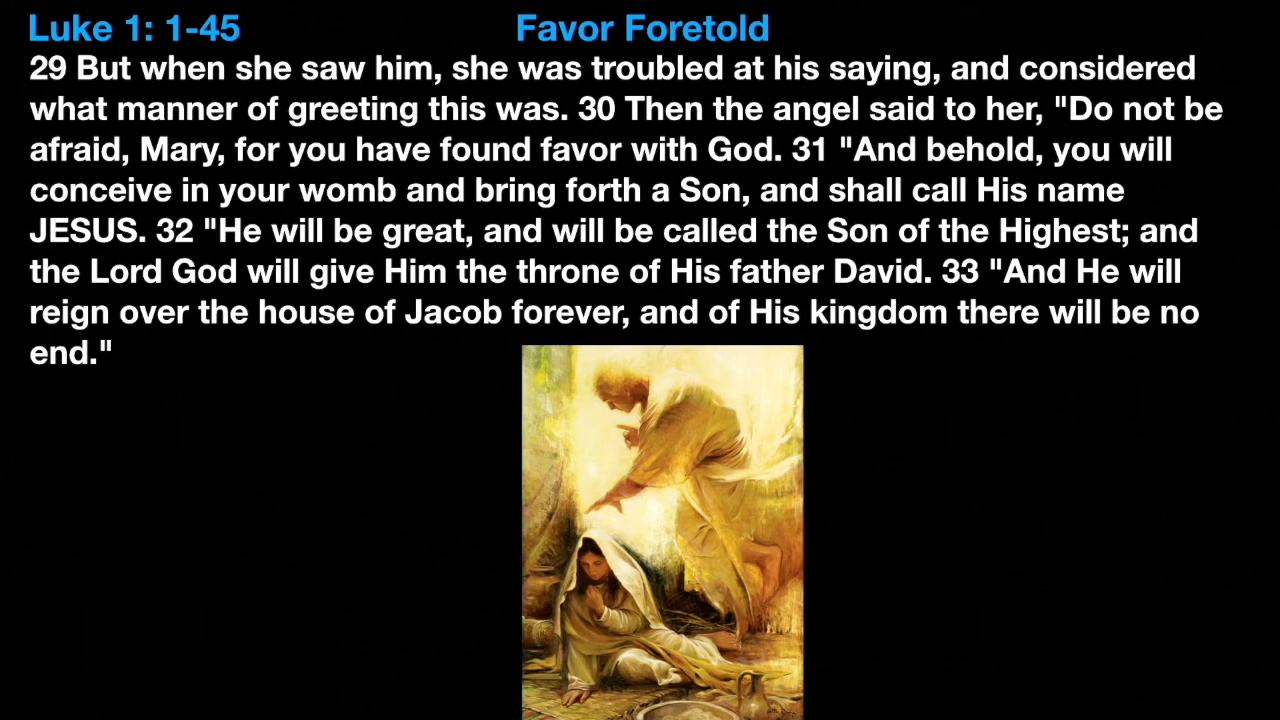 Luke 1: 1-45 Favor Foretold
29 But when she saw him, she was troubled at his saying, and considered
what manner of greeting this was. 30 Then the angel said to her, "Do not be
afraid, Mary, for you have found favor with God. 31 "And behold, you will
conceive in your womb and bring forth a Son, and shall call His name
JESUS. 32 "He will be great, and will be called the Son of the Highest; and
the Lord God will give Him the throne of His father David. 33 "And He will
reign over the house of Jacob forever, and of His kingdom there will be no
end."